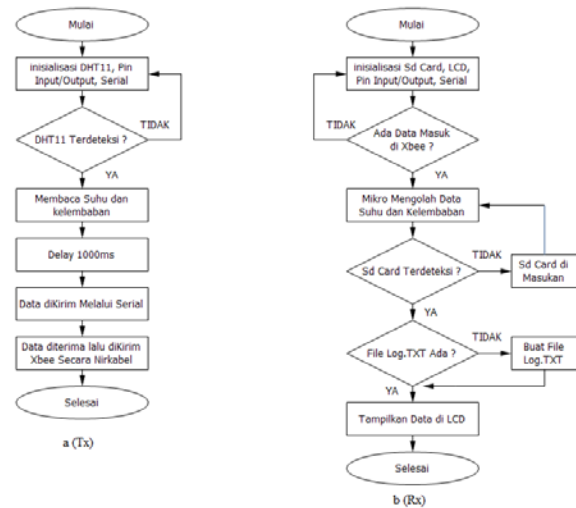 Mulai
inisialisasi DHT11, Pin
Input/Output, Serial
TIDAK
DHT11 Terdeteksi ?
YA
Membaca Suhu dan
kelembaban
Delay 1000ms
Data diKirim Melalui Serial
Data diterima lalu diKirim
Xbee Secara Nirkabel
Selesai
a (Tx)
Mulai
inisialisasi Sd Card, LCD,
Pin Input/Output, Serial
TIDAK
Ada Data Masuk
di Xbee ?
YA
Mikro Mengolah Data
Suhu dan Kelembaban
TIDAK
Sd Card Terdeteksi ?
Sd Card di
Masukan
YA
TIDAK
File Log.TXT Ada ?
Buat File
Log.TXT
YA
Tampilkan Data di LCD
Selesai
b (Rx)